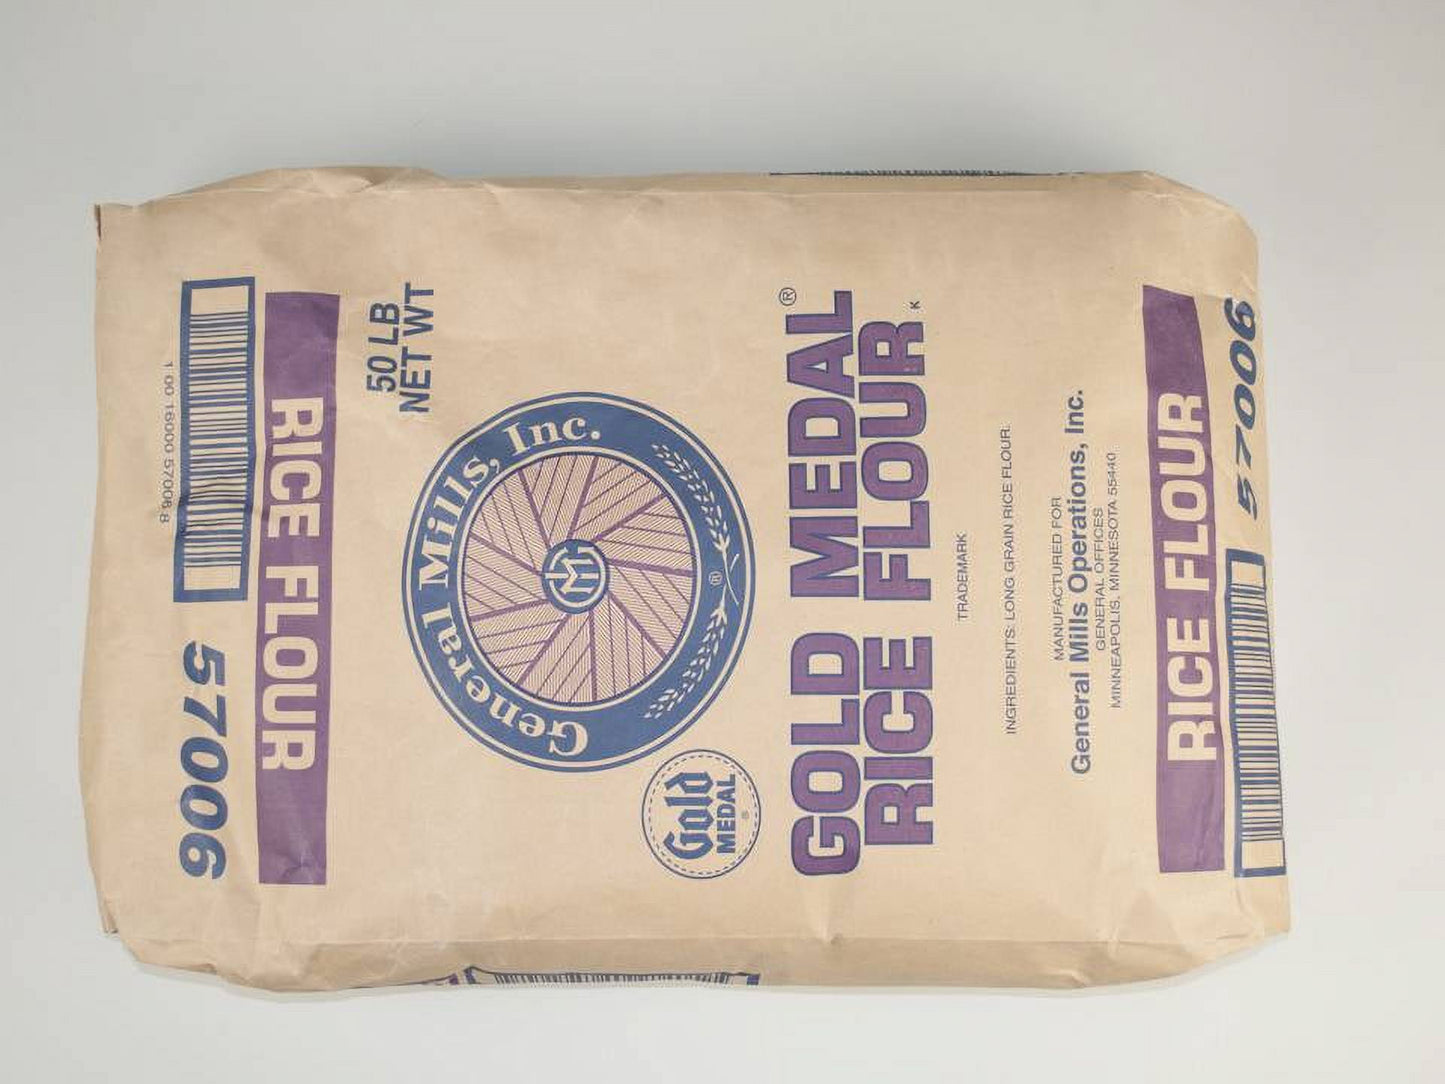 1 00 16000 57006 8
57006
RICE FLOUR
50 LB
NET WT
General Mills, Inc.
GMI
®
Gold
MEDAL
®
GOLD MEDAL®
RICE FLOUR K
TRADEMARK
INGREDIENTS: LONG GRAIN RICE FLOUR.
MANUFACTURED FOR
General Mills Operations, Inc.
GENERAL OFFICES
MINNEAPOLIS, MINNESOTA 55440
RICE FLOUR
57006